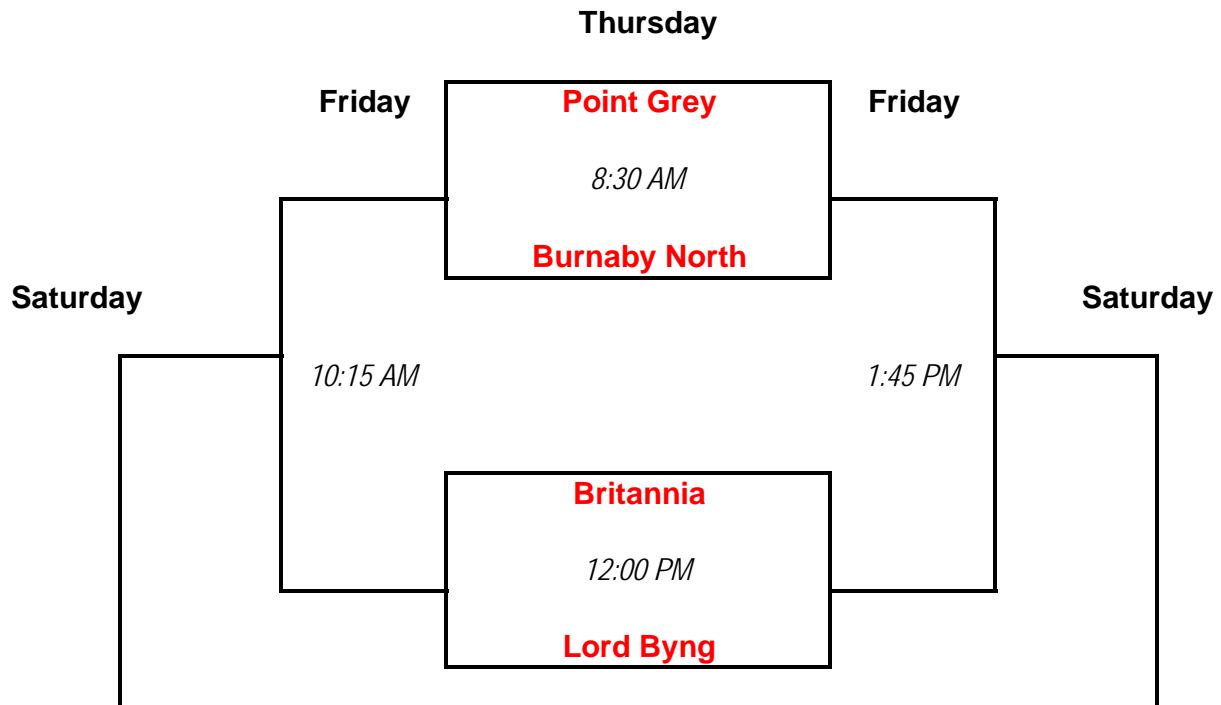 Thursday
Friday
Point Grey
Friday
8:30 AM
Burnaby North
Saturday
Saturday
10:15 AM
1:45 PM
Britannia
12:00 PM
Lord Byng